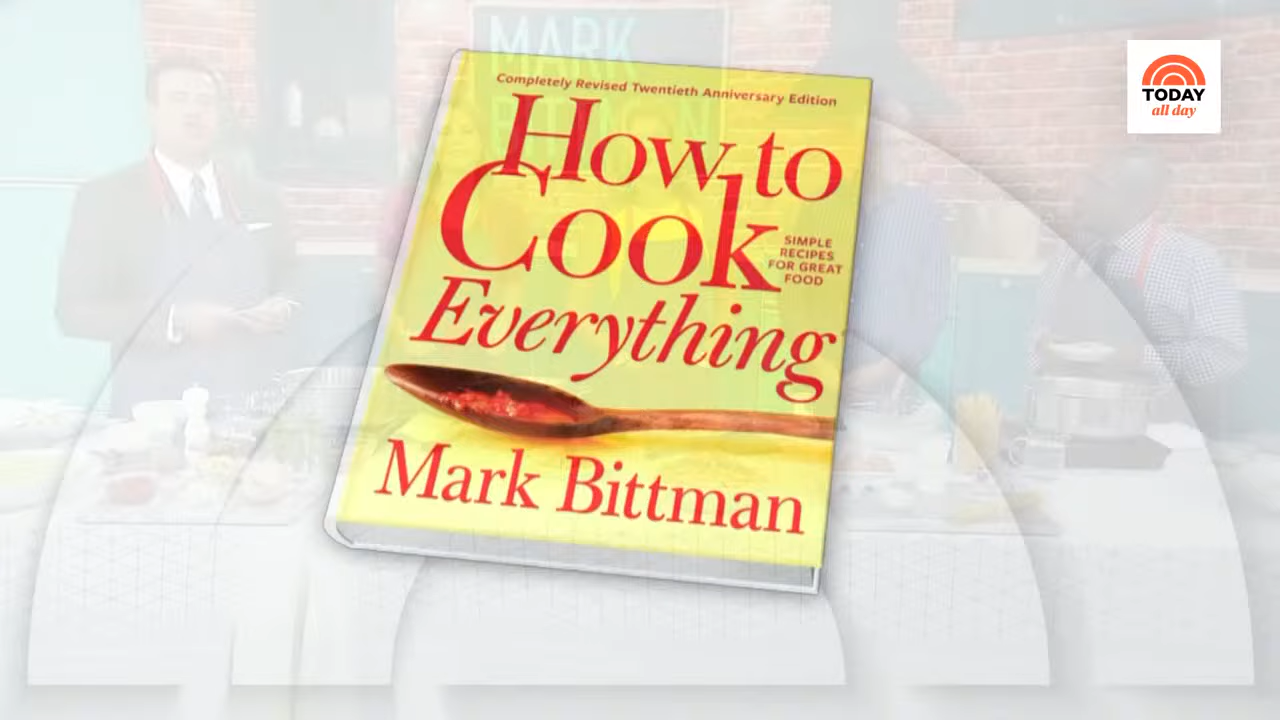 MARK
Completely Revised Twentieth Anniversary Edition
How to
Cook
SIMPLE
RECIPES
FOR GREAT
FOOD
Everything
Mark Bittman
TODAY
all day